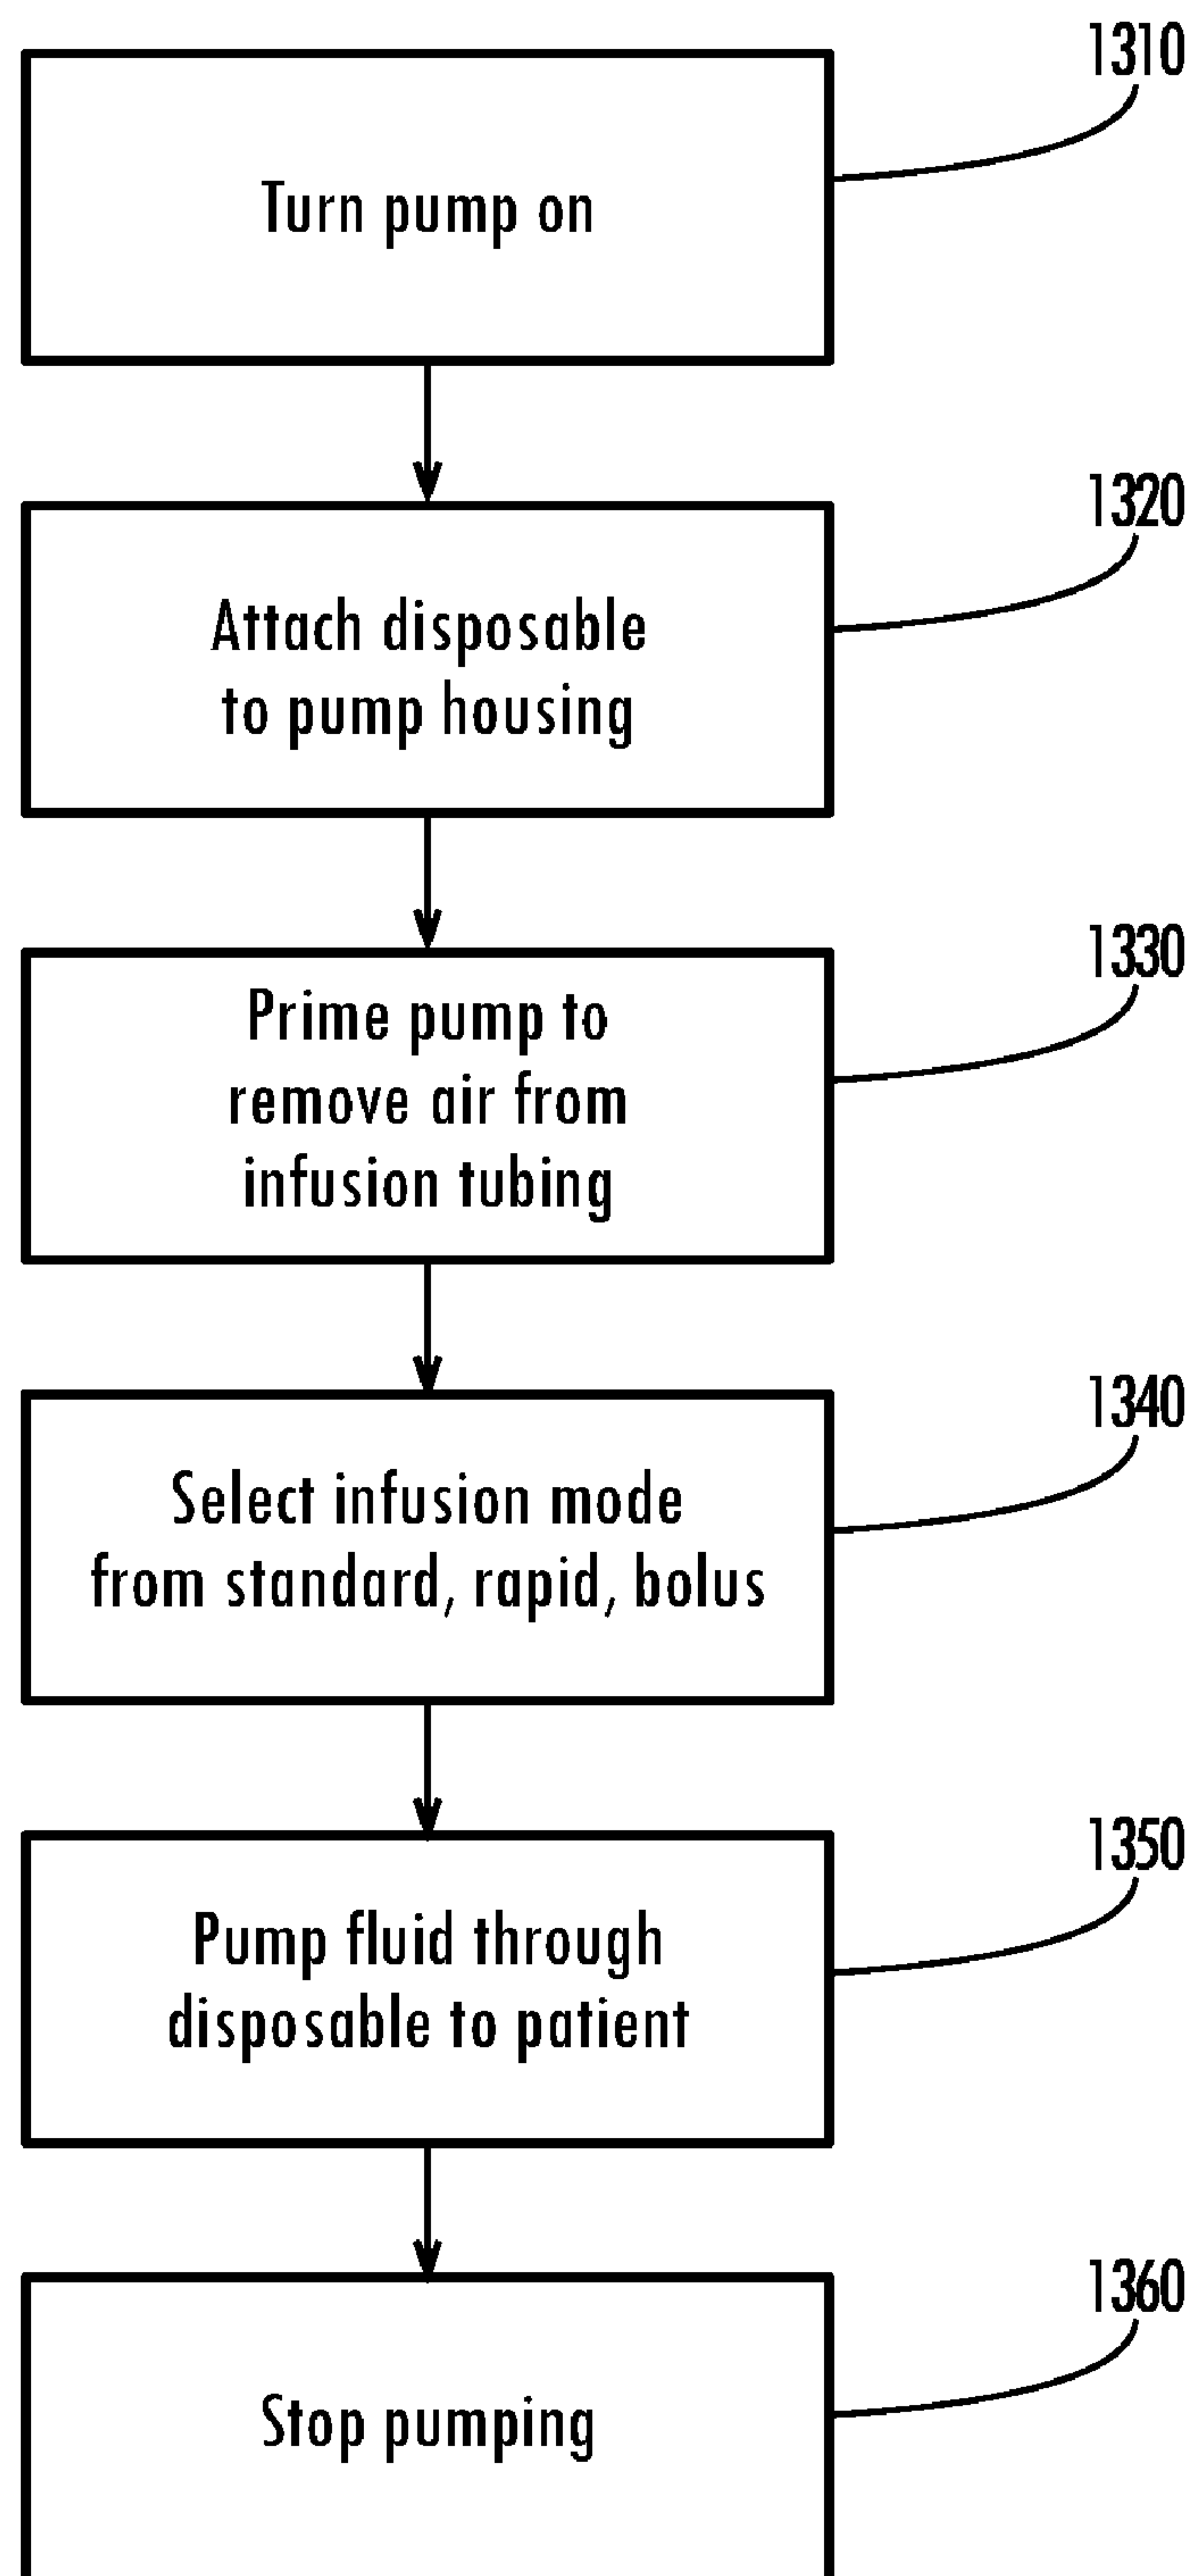 1310
Turn pump on
1320
Attach disposable
to pump housing
1330
Prime pump to
remove air from
infusion tubing
1340
Select infusion mode
from standard, rapid, bolus
1350
Pump fluid through
disposable to patient
1360
Stop pumping